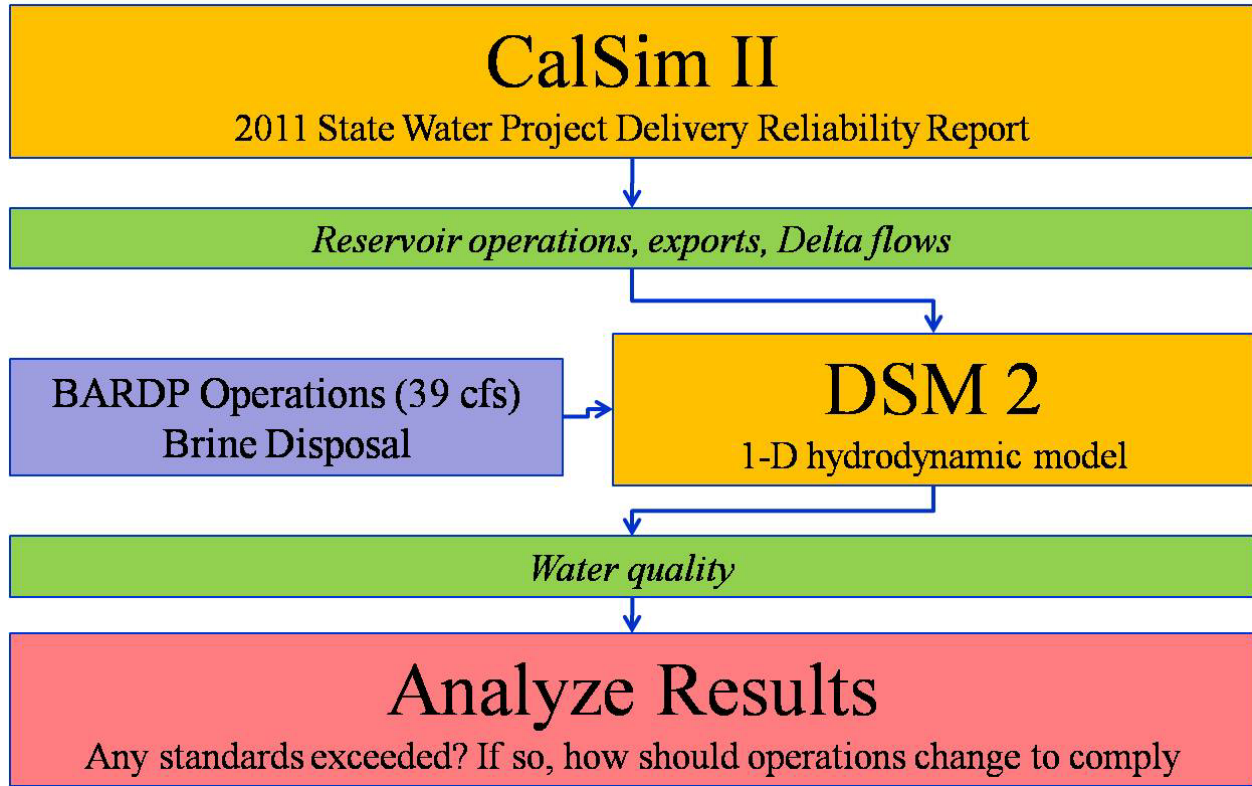 CalSim II
2011 State Water Project Delivery Reliability Report
Reservoir operations, exports, Delta flows
BARDP Operations (39 cfs)
Brine Disposal
DSM 2
1-D hydrodynamic model
Water quality
Analyze Results
Any standards exceeded? If so, how should operations change to comply